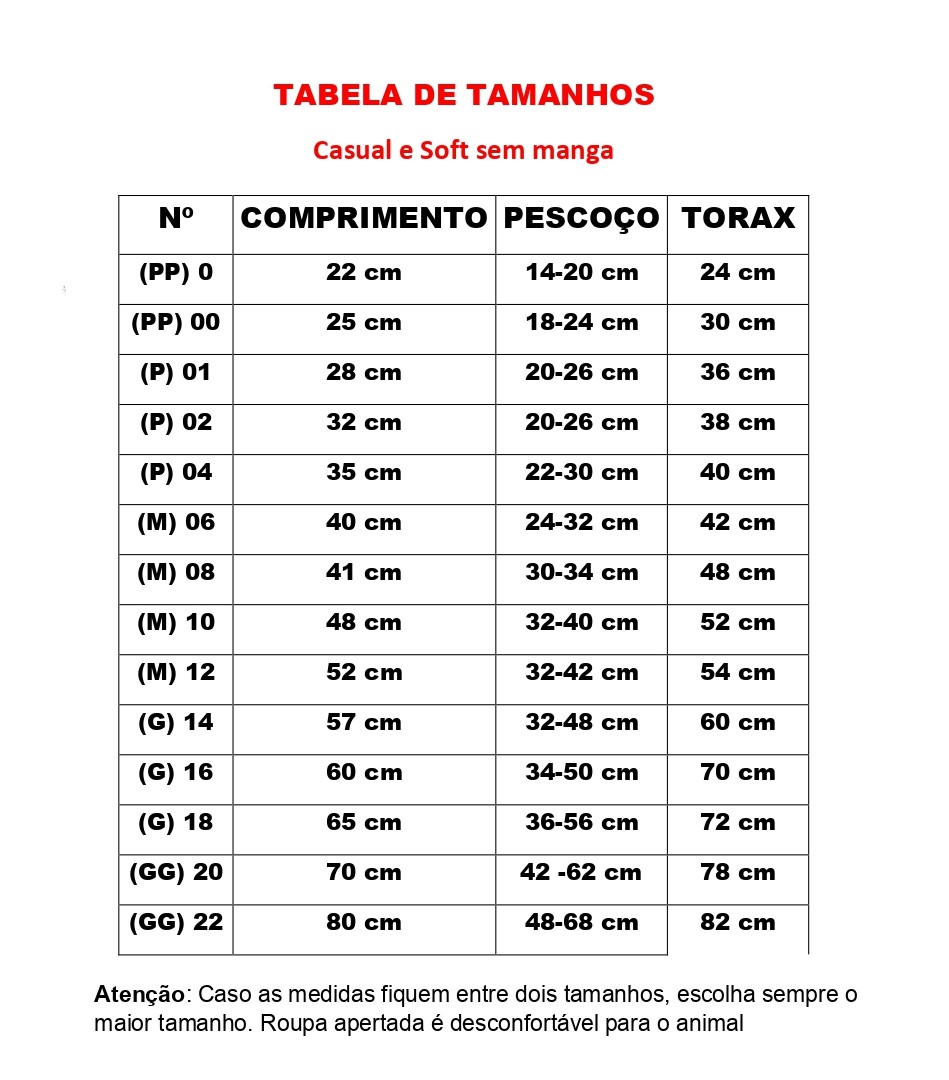 TABELA DE TAMANHOS
Casual e Soft sem manga
Nº COMPRIMENTO PESCOÇO TORAX
(PP) 0 22 cm 14-20 cm 24 cm
(PP) 00 25 cm 18-24 cm 30 cm
(P) 01 28 cm 20-26 cm 36 cm
(P) 02 32 cm 20-26 cm 38 cm
(P) 04 35 cm 22-30 cm 40 cm
(M) 06 40 cm 24-32 cm 42 cm
(M) 08 41 cm 30-34 cm 48 cm
(M) 10 48 cm 32-40 cm 52 cm
(M) 12 52 cm 32-42 cm 54 cm
(G) 14 57 cm 32-48 cm 60 cm
(G) 16 60 cm 34-50 cm 70 cm
(G) 18 65 cm 36-56 cm 72 cm
(GG) 20 70 cm 42 -62 cm 78 cm
(GG) 22 80 cm 48-68 cm 82 cm
Atenção: Caso as medidas fiquem entre dois tamanhos, escolha sempre o
maior tamanho. Roupa apertada é desconfortável para o animal